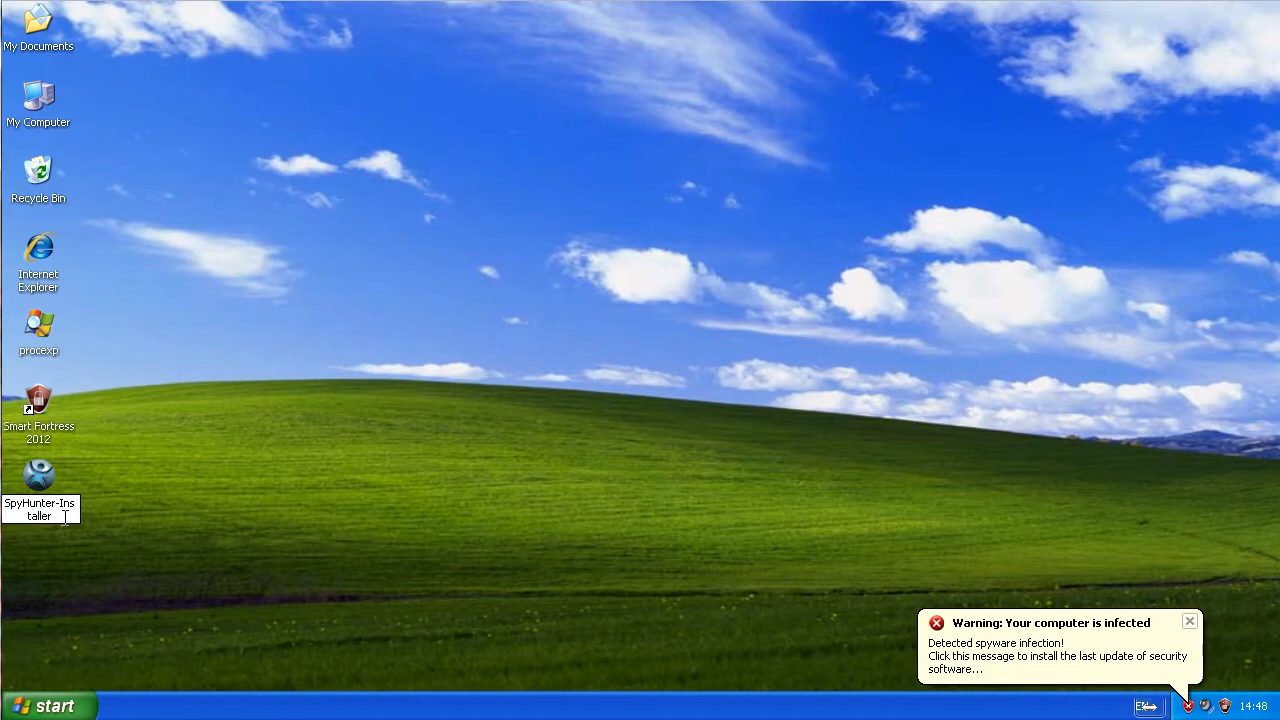 My Documents
My Computer
Recycle Bin
Internet
Explorer
procexp
Smart Fortress
2012
SpyHunter-Ins
taller
Warning: Your computer is infected
Detected spyware infection!
Click this message to install the last update of security
software...
start
14:48